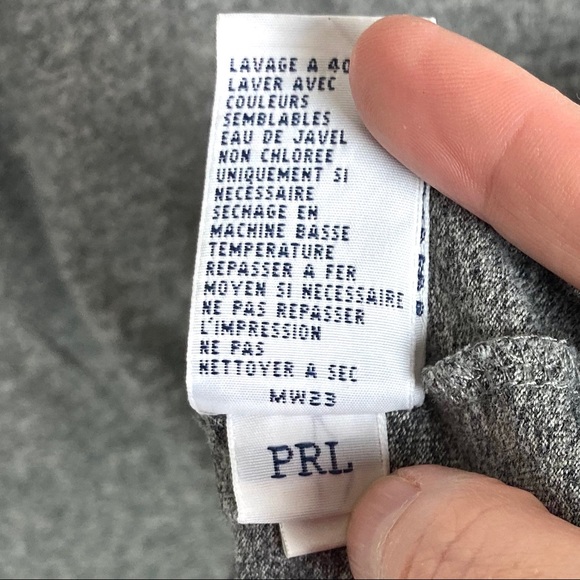 LAVAGE A 40
LAVER AVEC
COULEURS
SEMBLABLES
EAU DE JAVEL
NON CHLOREE
UNIQUEMENT SI
NECESSAIRE
SECHAGE EN
MACHINE BASSE
TEMPERATURE
REPASSER A FER
MOYEN SI NECESSAIRE
NE PAS REPASSER
L'IMPRESSION
NE PAS
NETTOYER A SEC
MW23
PRL